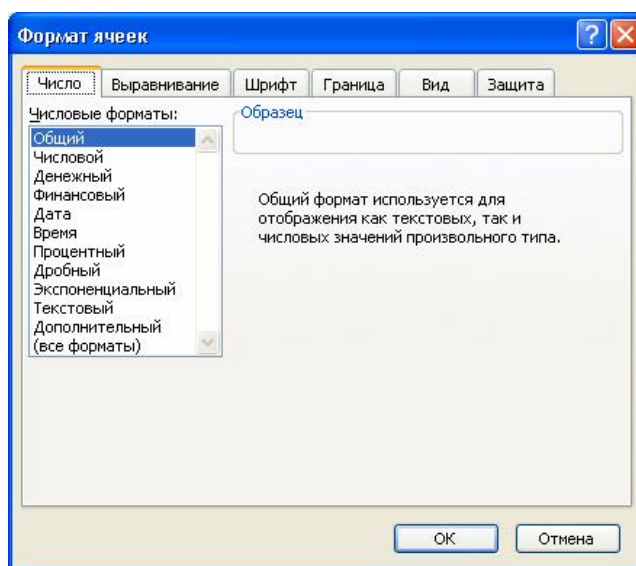 Формат ячеек
Число Выравнивание Шрифт Граница Вид Защита
Числовые форматы:
Образец
Общий
Числовой
Денежный
Финансовый
Дата
Время
Процентный
Дробный
Экспоненциальный
Текстовый
Дополнительный
(все форматы)
Общий формат используется для
отображения как текстовых, так и
числовых значений произвольного типа.
ОК Отмена